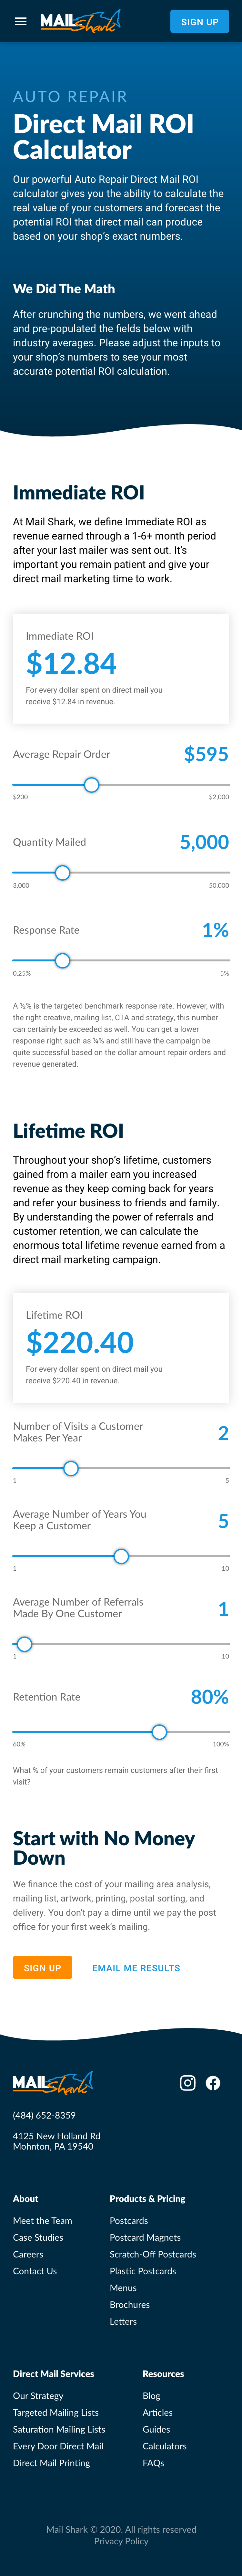 MAIL shark
SIGN UP
AUTO REPAIR
Direct Mail ROI
Calculator
Our powerful Auto Repair Direct Mail ROI
calculator gives you the ability to calculate the
real value of your customers and forecast the
potential ROI that direct mail can produce
based on your shop's exact numbers.
We Did The Math
After crunching the numbers, we went ahead
and pre-populated the fields below with
industry averages. Please adjust the inputs to
your shop's numbers to see your most
accurate potential ROI calculation.
Immediate ROI
At Mail Shark, we define Immediate ROI as
revenue earned through a 1-6+ month period
after your last mailer was sent out. It's
important you remain patient and give your
direct mail marketing time to work.
Immediate ROI
$12.84
For every dollar spent on direct mail you
receive $12.84 in revenue.
Average Repair Order
$595
$200
$2,000
Quantity Mailed
5,000
3,000
50,000
Response Rate
1%
0.25%
5%
A ½% is the targeted benchmark response rate. However, with
the right creative, mailing list, CTA and strategy, this number
can certainly be exceeded as well. You can get a lower
response right such as ¼% and still have the campaign be
quite successful based on the dollar amount repair orders and
revenue generated.
Lifetime ROI
Throughout your shop's lifetime, customers
gained from a mailer earn you increased
revenue as they keep coming back for years
and refer your business to friends and family.
By understanding the power of referrals and
customer retention, we can calculate the
enormous total lifetime revenue earned from a
direct mail marketing campaign.
Lifetime ROI
$220.40
For every dollar spent on direct mail you
receive $220.40 in revenue.
Number of Visits a Customer
Makes Per Year
2
1
5
Average Number of Years You
Keep a Customer
5
1
10
Average Number of Referrals
Made By One Customer
1
1
10
Retention Rate
80%
60%
100%
What % of your customers remain customers after their first
visit?
Start with No Money
Down
We finance the cost of your mailing area analysis,
mailing list, artwork, printing, postal sorting, and
delivery. You don't pay a dime until we pay the post
office for your first week's mailing.
SIGN UP
EMAIL ME RESULTS
MAIL shark
(484) 652-8359
4125 New Holland Rd
Mohnton, PA 19540
About
Meet the Team
Case Studies
Careers
Contact Us
Products & Pricing
Postcards
Postcard Magnets
Scratch-Off Postcards
Plastic Postcards
Menus
Brochures
Letters
Direct Mail Services
Our Strategy
Targeted Mailing Lists
Saturation Mailing Lists
Every Door Direct Mail
Direct Mail Printing
Resources
Blog
Articles
Guides
Calculators
FAQs
Mail Shark © 2020. All rights reserved
Privacy Policy